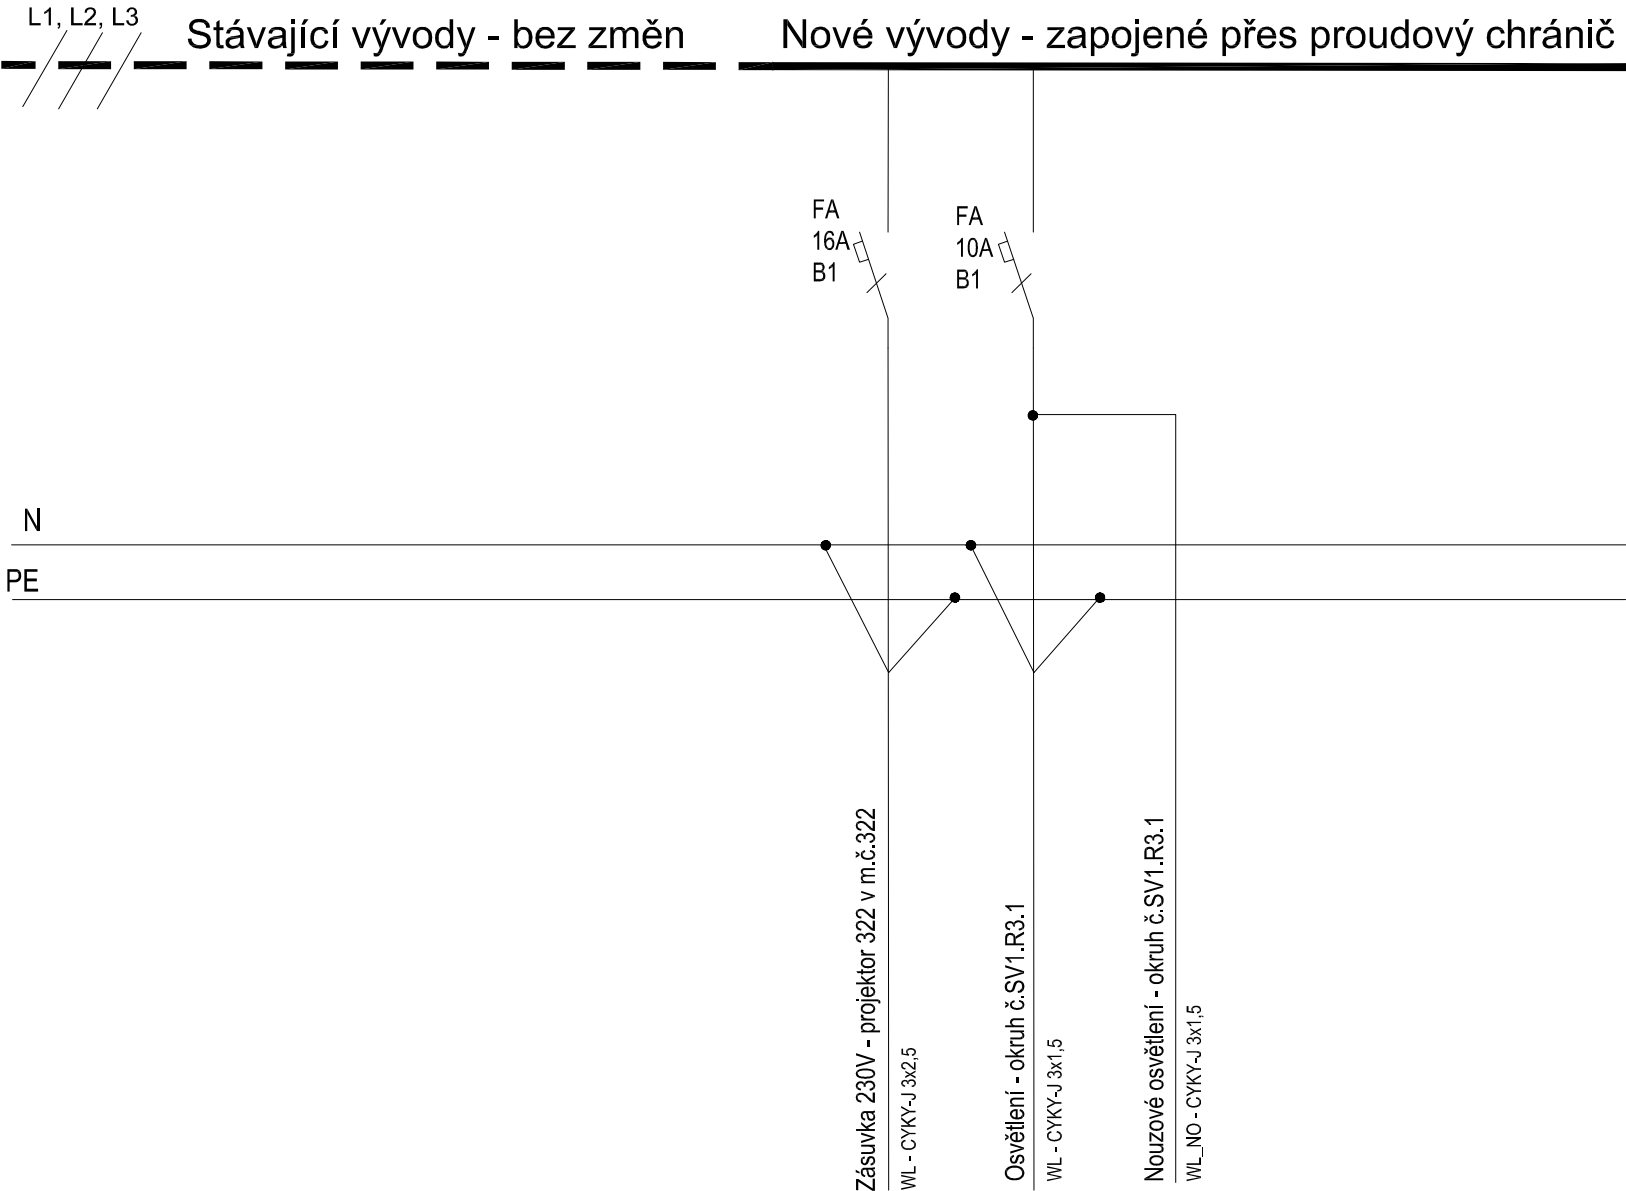 L1, L2, L3
Stávající vývody - bez změn
Nové vývody - zapojené přes proudový chránič
FA
16A
B1
FA
10A
B1
N
PE
Zásuvka 230V - projektor 322 v m.č.322
WL - CYKY-J 3x2,5
Osvětlení - okruh č.SV1.R3.1
WL - CYKY-J 3x1,5
Nouzové osvětlení - okruh č.SV1.R3.1
WL_NO - CYKY-J 3x1,5